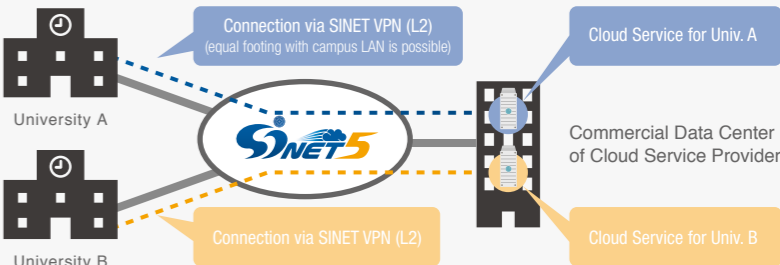 Connection via SINET VPN (L2)
(equal footing with campus LAN is possible)
Cloud Service for Univ. A
University A
SINET5
Commercial Data Center
of Cloud Service Provider
Connection via SINET VPN (L2)
Cloud Service for Univ. B
University B